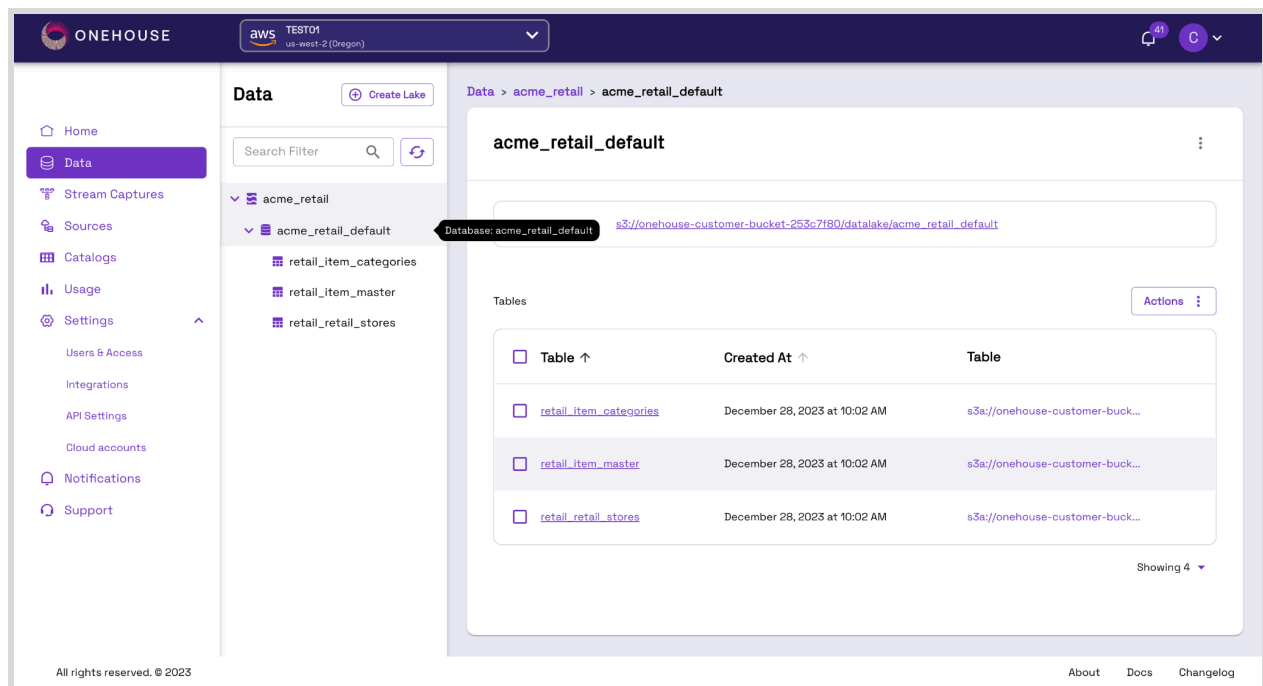 ONEHOUSE
aws
TEST01
us-west-2 (Oregon)
41
C
Home
Data
Stream Captures
Sources
Catalogs
Usage
Settings
Users & Access
Integrations
API Settings
Cloud accounts
Notifications
Support
Data
Create Lake
Search Filter
acme_retail
acme_retail_default
retail_item_categories
retail_item_master
retail_retail_stores
Database: acme_retail_default
Data > acme_retail > acme_retail_default
acme_retail_default
s3://onehouse-customer-bucket-253c7f80/datalake/acme_retail_default
Tables
Actions
Table Created At Table
retail_item_categories December 28, 2023 at 10:02 AM s3a://onehouse-customer-buck...
retail_item_master December 28, 2023 at 10:02 AM s3a://onehouse-customer-buck...
retail_retail_stores December 28, 2023 at 10:02 AM s3a://onehouse-customer-buck...
Showing 4
All rights reserved. © 2023
About Docs Changelog